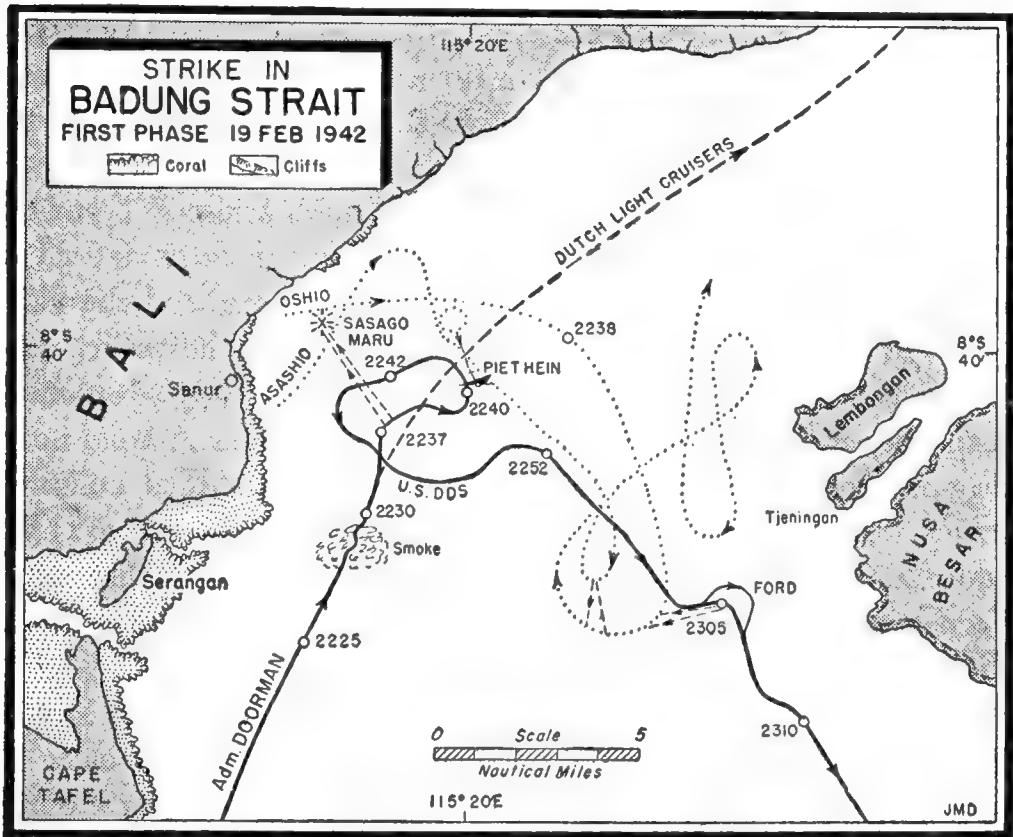 STRIKE IN
BADUNG STRAIT
FIRST PHASE 19 FEB 1942
Coral Cliffs
115° 20'E
DUTCH LIGHT CRUISERS
BALI
OSHIO
SASAGO
MARU
ASASHIO
2238
8°S
40'
8°S
40'
Sanur
2242
PIET HEIN
2240
2237
Lembongan
U.S. DDS
2252
2230
Smoke
Tjeningan
NUSA
BESAR
Serangan
FORD
2305
2225
Adm. DOORMAN
2310
0 Scale 5
Nautical Miles
CAPE
TAFEL
115° 20'E
JMD